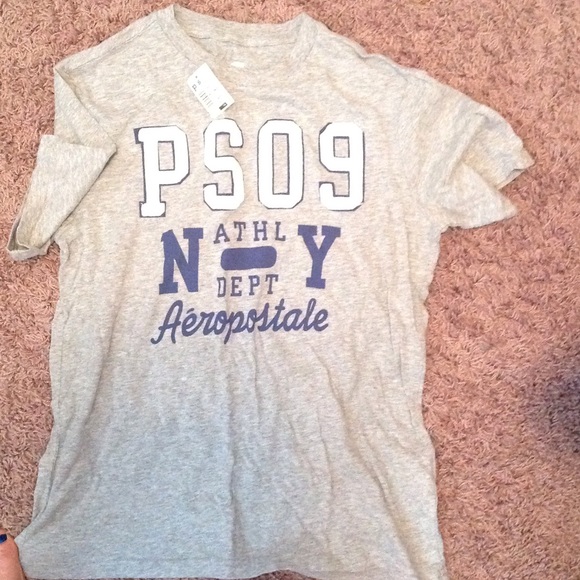 PS09
N ATHL Y
DEPT
Aéropostale